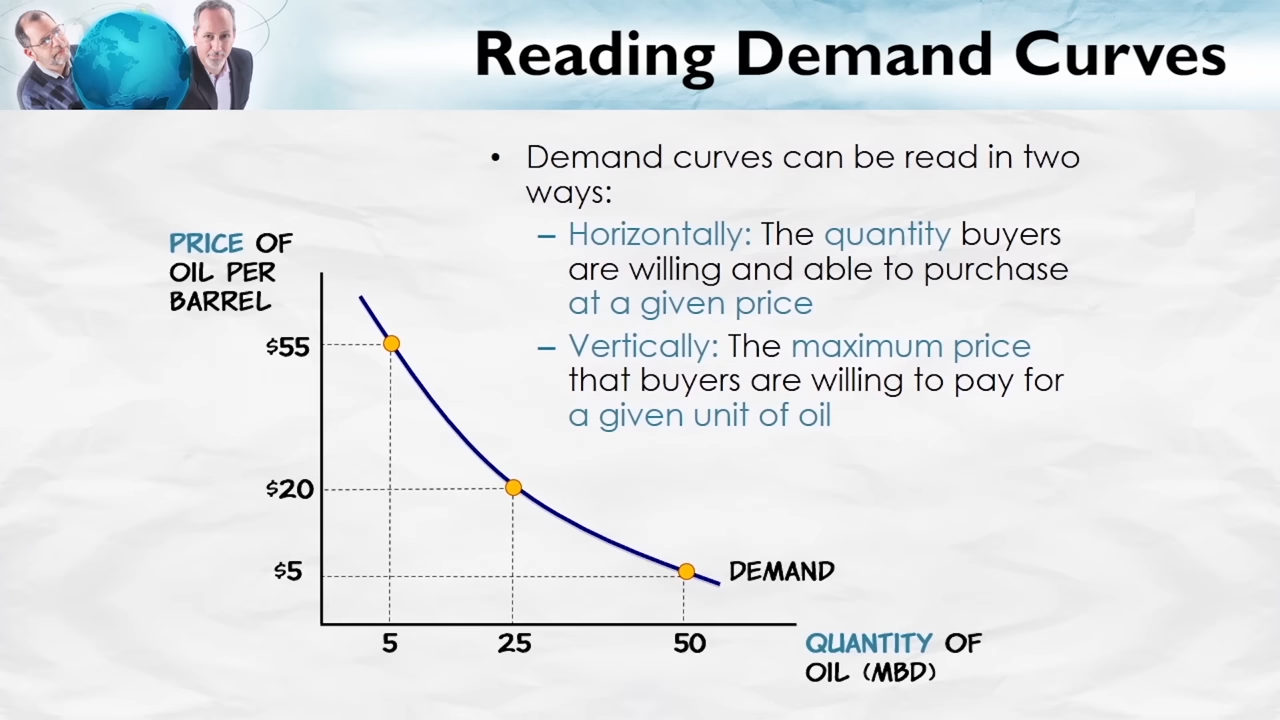 Reading Demand Curves
• Demand curves can be read in two
ways:
– Horizontally: The quantity buyers
are willing and able to purchase
at a given price
– Vertically: The maximum price
that buyers are willing to pay for
a given unit of oil
PRICE OF
OIL PER
BARREL
$55
$20
$5
DEMAND
5
25
50
QUANTITY OF
OIL (MBD)